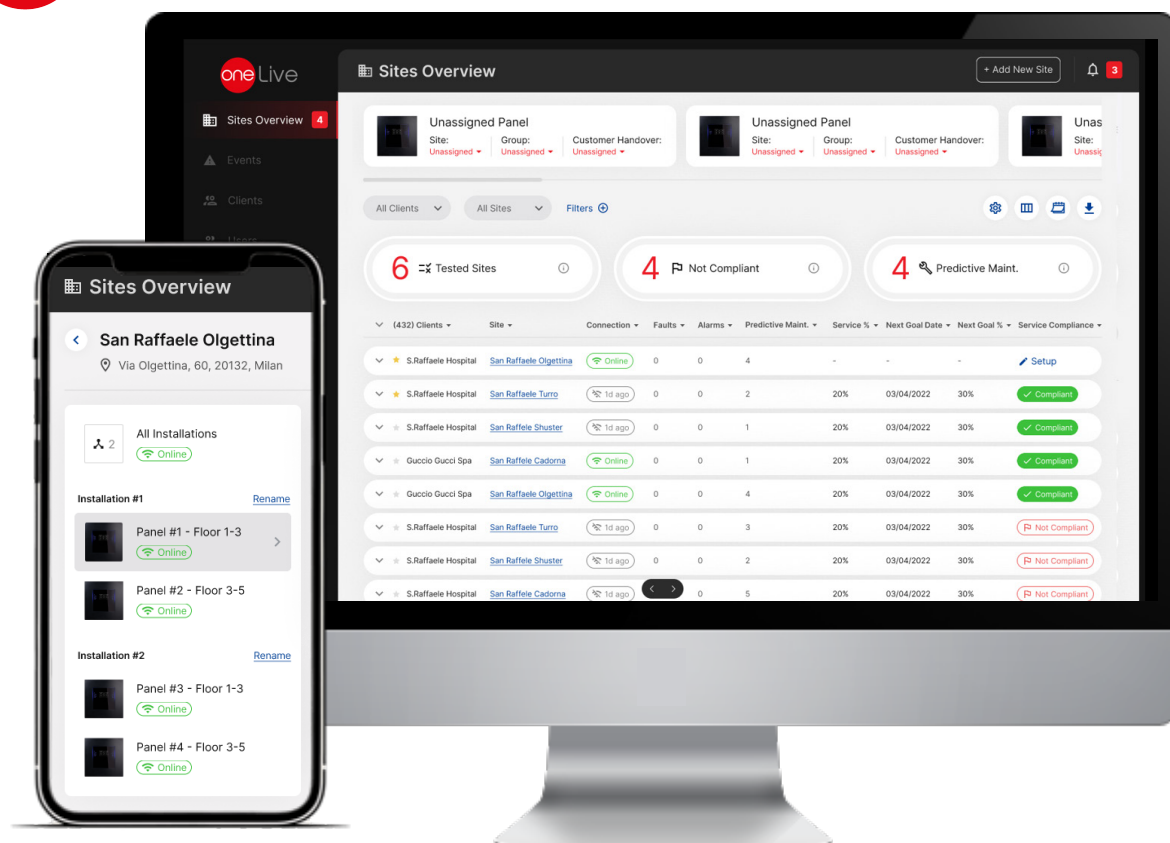 one Live
Sites Overview
+ Add New Site
3
Sites Overview 4
Events
Clients
Users
Unassigned Panel
Site: Group: Customer Handover:
Unassigned Unassigned Unassigned
Unassigned Panel
Site: Group: Customer Handover:
Unassigned Unassigned Unassigned
Unas
Site:
Unassig
All Clients All Sites Filters
6 Tested Sites
4 Not Compliant
4 Predictive Maint.
(432) Clients Site Connection Faults Alarms Predictive Maint. Service % Next Goal Date Next Goal % Service Compliance
S.Raffaele Hospital San Raffaele Olgettina Online 0 0 4 - - - Setup
S.Raffaele Hospital San Raffaele Turro 1d ago 0 0 2 20% 03/04/2022 30% Compliant
S.Raffaele Hospital San Raffele Shuster 1d ago 0 0 1 20% 03/04/2022 30% Compliant
Guccio Gucci Spa San Raffele Cadorna Online 0 0 1 20% 03/04/2022 30% Compliant
Guccio Gucci Spa San Raffaele Olgettina Online 0 0 4 20% 03/04/2022 30% Compliant
S.Raffaele Hospital San Raffaele Turro 1d ago 0 0 3 20% 03/04/2022 30% Not Compliant
S.Raffaele Hospital San Raffaele Shuster 1d ago 0 0 2 20% 03/04/2022 30% Not Compliant
S.Raffaele Hospital San Raffele Cadorna 1d ago 0 5 20% 03/04/2022 30% Not Compliant
Sites Overview
San Raffaele Olgettina
Via Olgettina, 60, 20132, Milan
2 All Installations
Online
Installation #1 Rename
Panel #1 - Floor 1-3
Online
Panel #2 - Floor 3-5
Online
Installation #2 Rename
Panel #3 - Floor 1-3
Online
Panel #4 - Floor 3-5
Online